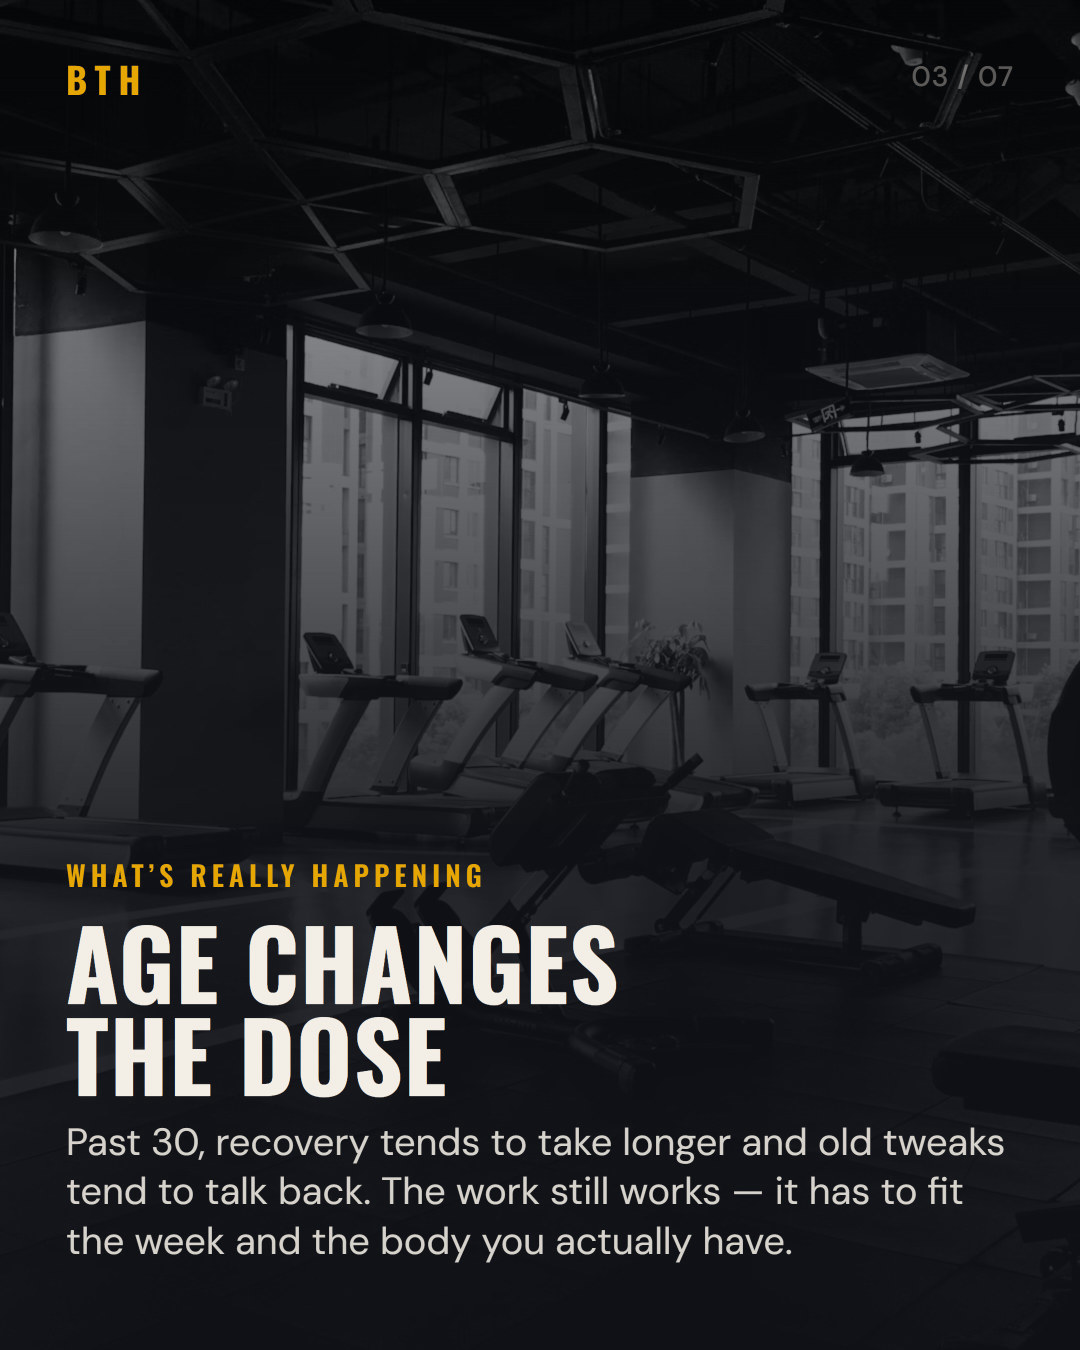 BTH
03 / 07
WHAT’S REALLY HAPPENING
AGE CHANGES
THE DOSE
Past 30, recovery tends to take longer and old tweaks
tend to talk back. The work still works — it has to fit
the week and the body you actually have.